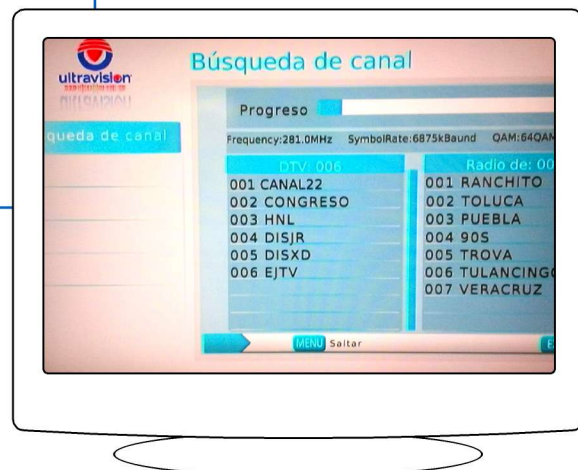 ultravisión
Búsqueda de canal
queda de canal
Progreso
Frequency:281.0MHz SymbolRate:6875kBaund QAM:64QAM
DTV: 006
001 CANAL22
002 CONGRESO
003 HNL
004 DISJR
005 DISXD
006 EJTV
Radio de: 00
001 RANCHITO
002 TOLUCA
003 PUEBLA
004 90S
005 TROVA
006 TULANCINGO
007 VERACRUZ
MENU Saltar